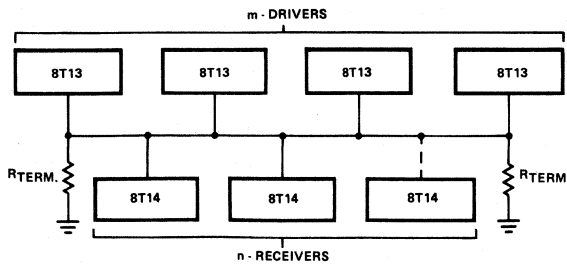 m - DRIVERS
8T13
8T13
8T13
8T13
RTERM.
RTERM
8T14
8T14
8T14
n - RECEIVERS